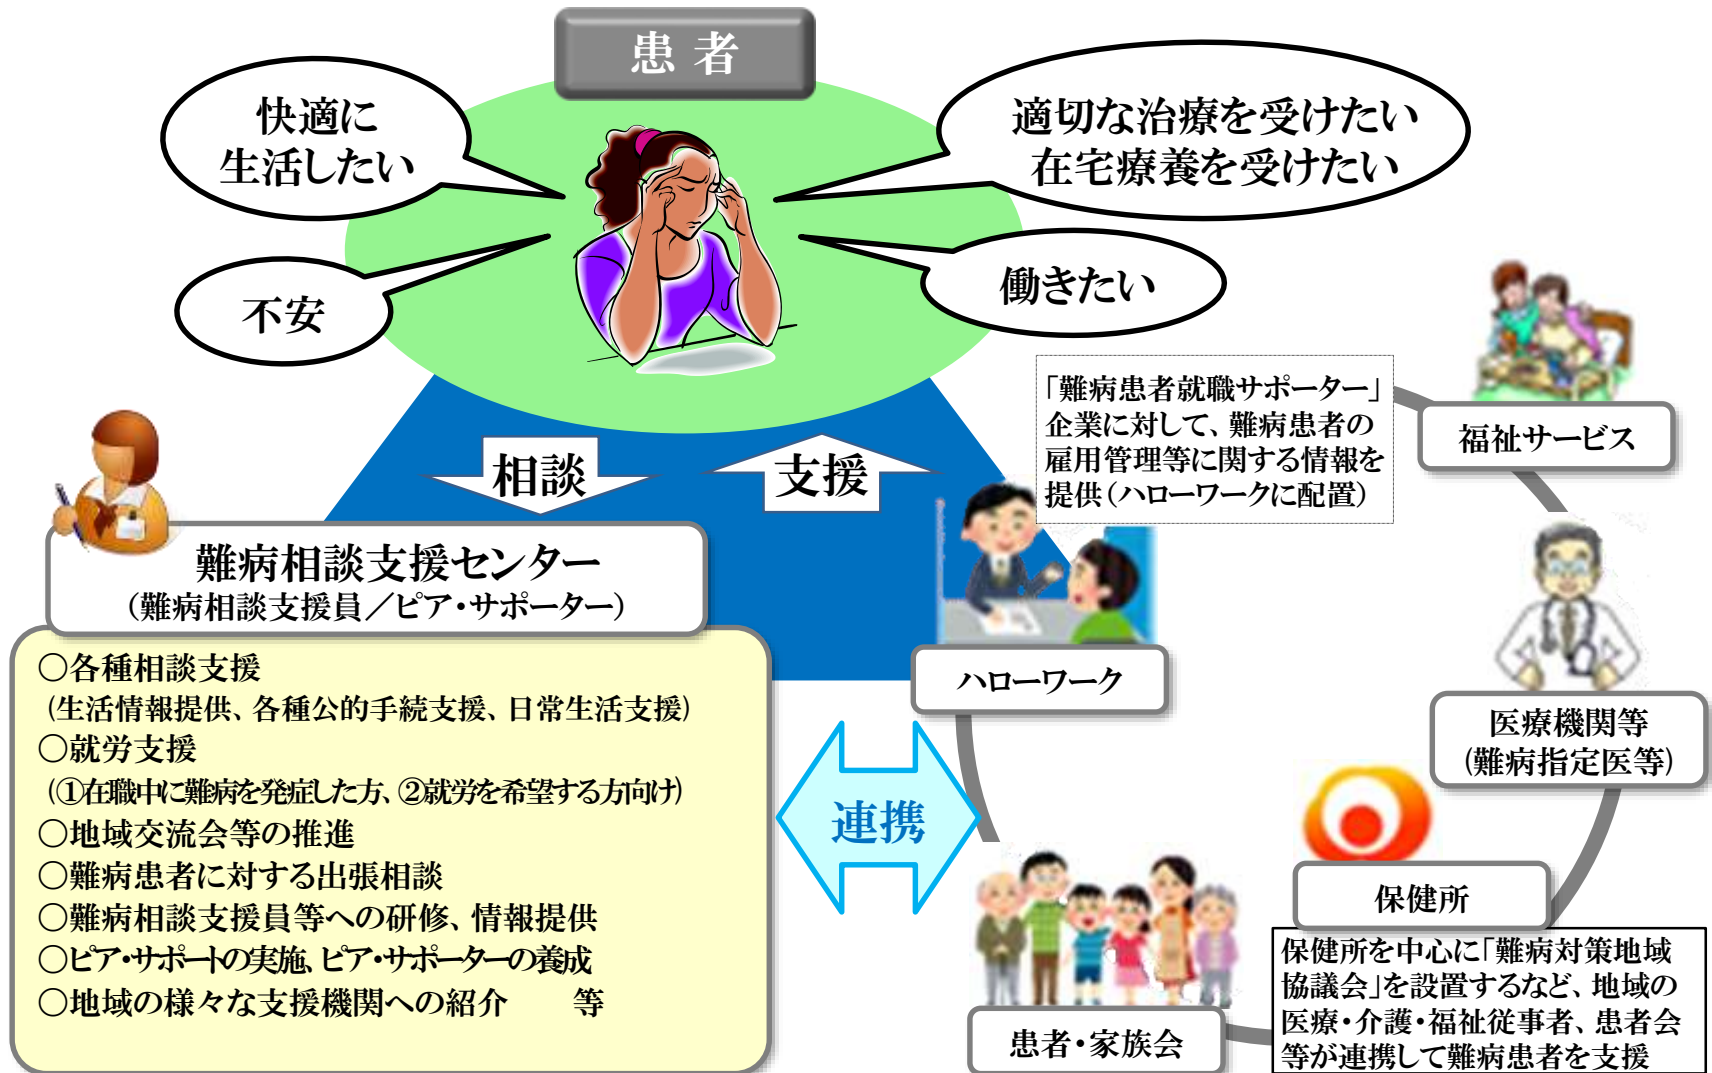 患者
快適に
生活したい
適切な治療を受けたい
在宅療養を受けたい
不安
働きたい
「難病患者就職サポーター」
企業に対して、難病患者の
雇用管理等に関する情報を
提供（ハローワークに配置）
福祉サービス
相談
支援
難病相談支援センター
（難病相談支援員／ピア・サポーター）
○各種相談支援
（生活情報提供、各種公的手続支援、日常生活支援）
○就労支援
（①在職中に難病を発症した方、②就労を希望する方向け）
○地域交流会等の推進
○難病患者に対する出張相談
○難病相談支援員等への研修、情報提供
○ピア・サポートの実施、ピア・サポーターの養成
○地域の様々な支援機関への紹介　　等
ハローワーク
医療機関等
（難病指定医等）
連携
保健所
保健所を中心に「難病対策地域
協議会」を設置するなど、地域の
医療・介護・福祉従事者、患者会
等が連携して難病患者を支援
患者・家族会